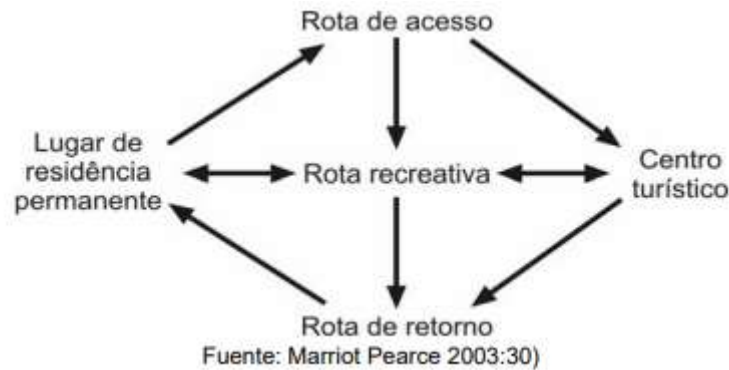 Rota de acesso
Lugar de
residência
permanente
Rota recreativa
Centro
turístico
Rota de retorno
Fuente: Marriot Pearce 2003:30)